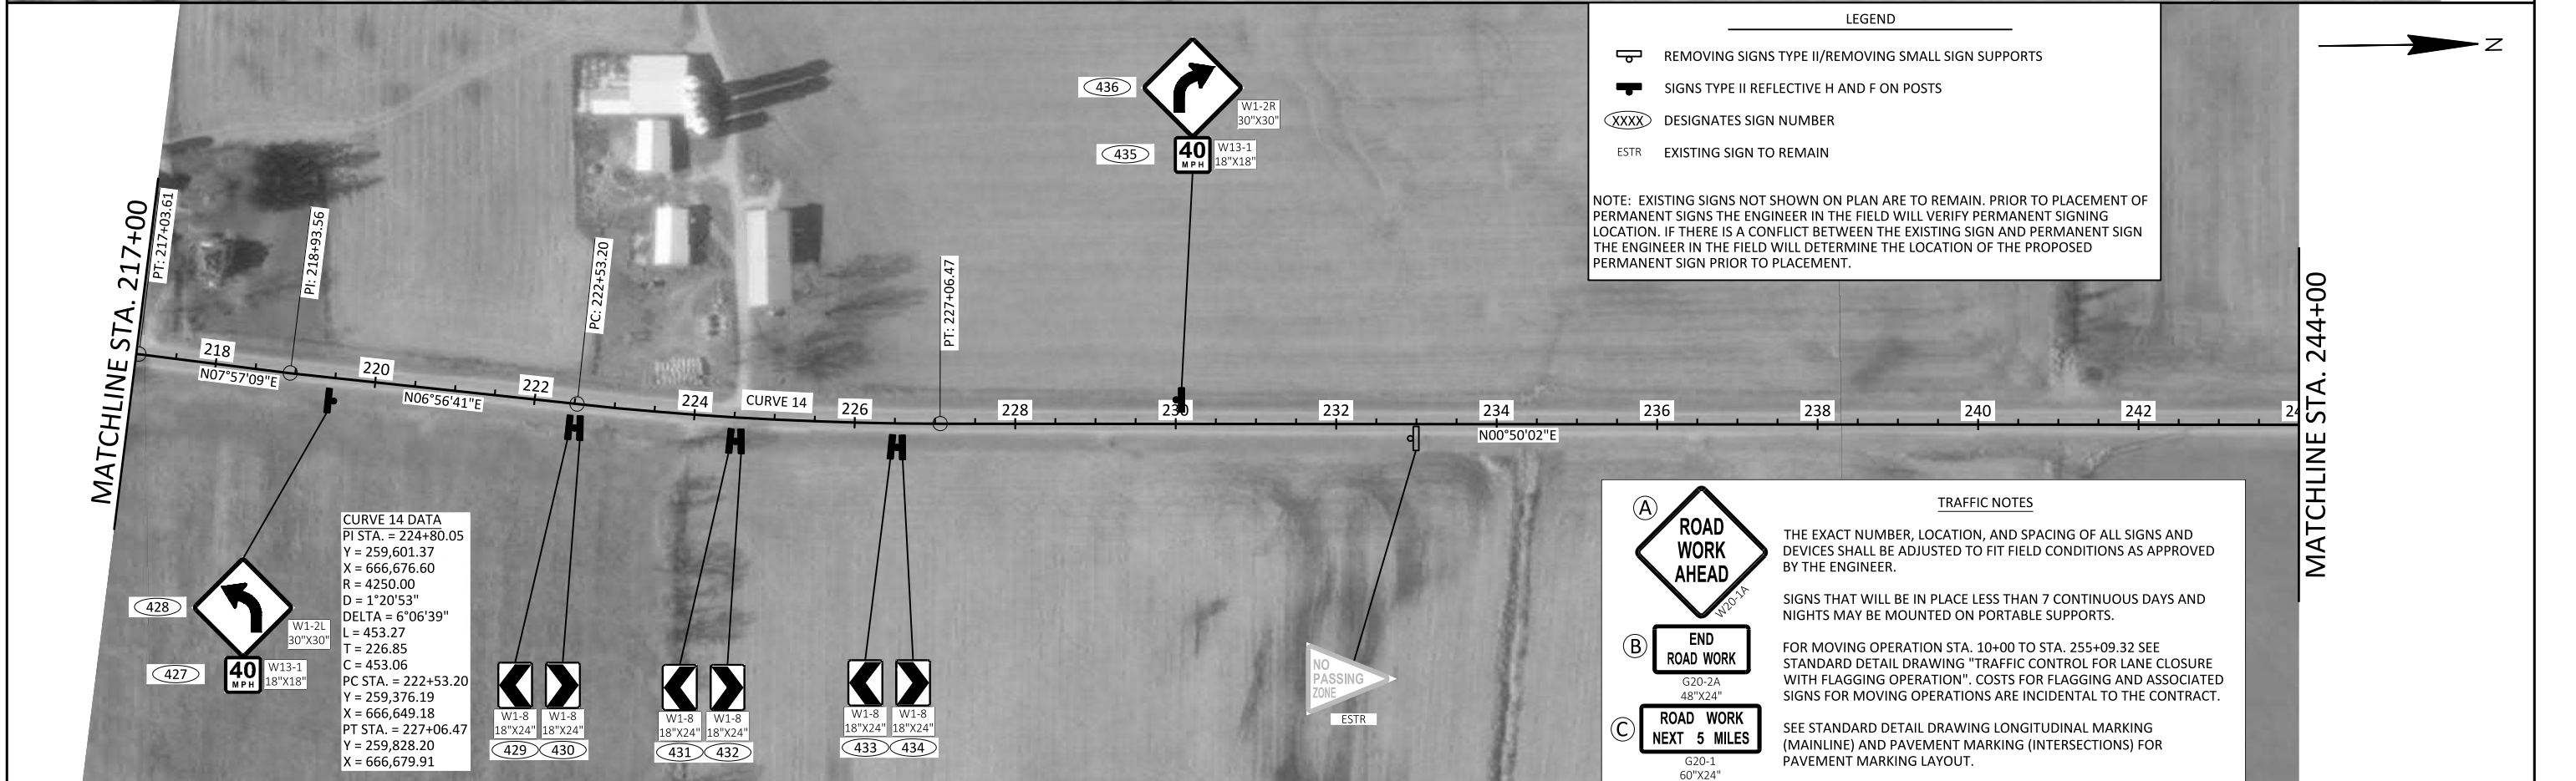 LEGEND
REMOVING SIGNS TYPE II/REMOVING SMALL SIGN SUPPORTS
SIGNS TYPE II REFLECTIVE H AND F ON POSTS
XXXX DESIGNATES SIGN NUMBER
ESTR EXISTING SIGN TO REMAIN
NOTE: EXISTING SIGNS NOT SHOWN ON PLAN ARE TO REMAIN. PRIOR TO PLACEMENT OF
PERMANENT SIGNS THE ENGINEER IN THE FIELD WILL VERIFY PERMANENT SIGNING
LOCATION. IF THERE IS A CONFLICT BETWEEN THE EXISTING SIGN AND PERMANENT SIGN
THE ENGINEER IN THE FIELD WILL DETERMINE THE LOCATION OF THE PROPOSED
PERMANENT SIGN PRIOR TO PLACEMENT.
N
436
W1-2R
30"X30"
435
40
MPH
W13-1
18"X18"
MATCHLINE STA. 217+00
PT: 217+03.61
PI: 218+93.56
PC: 222+53.20
PT: 227+06.47
MATCHLINE STA. 244+00
218
220
222
224
CURVE 14
226
228
230
232
234
236
238
240
242
24
N07°57'09"E
N06°56'41"E
N00°50'02"E
428
W1-2L
30"X30"
427
40
MPH
W13-1
18"X18"
CURVE 14 DATA
PI STA. = 224+80.05
Y = 259,601.37
X = 666,676.60
R = 4250.00
D = 1°20'53"
DELTA = 6°06'39"
L = 453.27
T = 226.85
C = 453.06
PC STA. = 222+53.20
Y = 259,376.19
X = 666,649.18
PT STA. = 227+06.47
Y = 259,828.20
X = 666,679.91
W1-8 W1-8
18"X24" 18"X24"
429 430
W1-8 W1-8
18"X24" 18"X24"
431 432
W1-8 W1-8
18"X24" 18"X24"
433 434
NO
PASSING
ZONE
ESTR
A
ROAD
WORK
AHEAD
W20-1A
B
END
ROAD WORK
G20-2A
48"X24"
C
ROAD WORK
NEXT 5 MILES
G20-1
60"X24"
TRAFFIC NOTES
THE EXACT NUMBER, LOCATION, AND SPACING OF ALL SIGNS AND
DEVICES SHALL BE ADJUSTED TO FIT FIELD CONDITIONS AS APPROVED
BY THE ENGINEER.
SIGNS THAT WILL BE IN PLACE LESS THAN 7 CONTINUOUS DAYS AND
NIGHTS MAY BE MOUNTED ON PORTABLE SUPPORTS.
FOR MOVING OPERATION STA. 10+00 TO STA. 255+09.32 SEE
STANDARD DETAIL DRAWING "TRAFFIC CONTROL FOR LANE CLOSURE
WITH FLAGGING OPERATION". COSTS FOR FLAGGING AND ASSOCIATED
SIGNS FOR MOVING OPERATIONS ARE INCIDENTAL TO THE CONTRACT.
SEE STANDARD DETAIL DRAWING LONGITUDINAL MARKING
(MAINLINE) AND PAVEMENT MARKING (INTERSECTIONS) FOR
PAVEMENT MARKING LAYOUT.